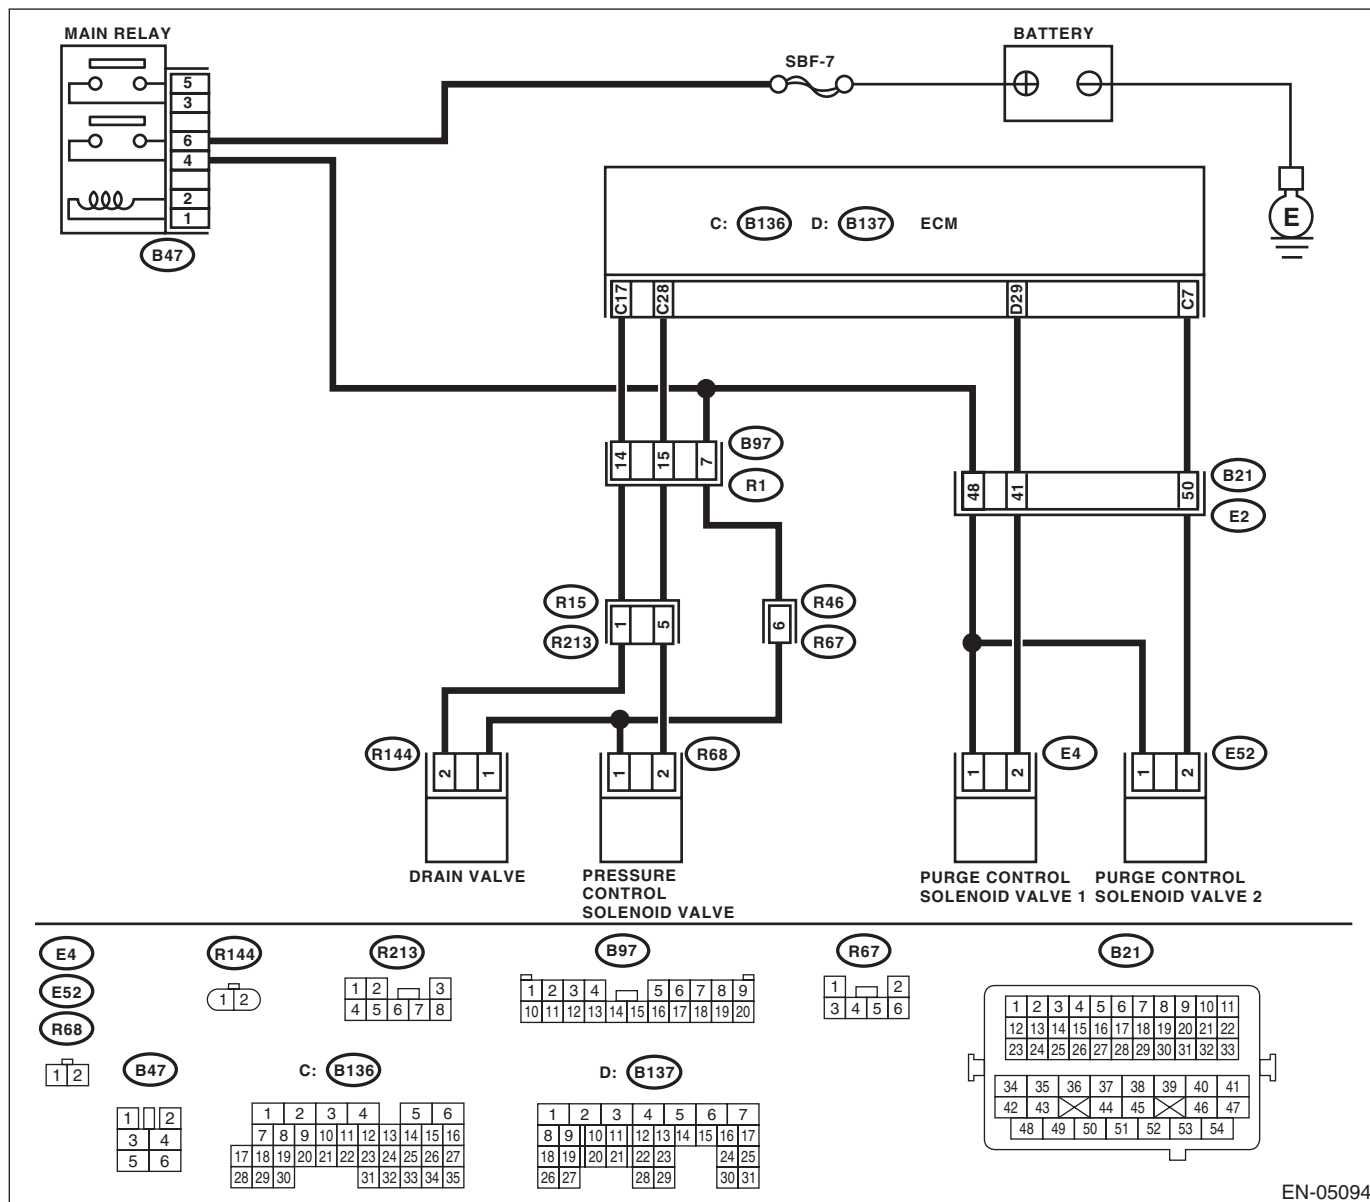 MAIN RELAY
BATTERY
SBF-7
5
3
6
4
2
1
B47
E
C: B136 D: B137 ECM
C17 C28 D29 C7
14 15 7
B97
R1
48 41 50
B21
E2
R15
R213
1 5
6
R46
R67
R144
2 1
1 2
R68
1 2
E4
1 2
E52
DRAIN VALVE
PRESSURE
CONTROL
SOLENOID VALVE
PURGE CONTROL
SOLENOID VALVE 1
PURGE CONTROL
SOLENOID VALVE 2
E4
E52
R68
1 2
R144
1 2
R213
1 2 3
4 5 6 7 8
B97
1 2 3 4 5 6 7 8 9
10 11 12 13 14 15 16 17 18 19 20
R67
1 2
3 4 5 6
B21
1 2 3 4 5 6 7 8 9 10 11
12 13 14 15 16 17 18 19 20 21 22
23 24 25 26 27 28 29 30 31 32 33
34 35 36 37 38 39 40 41
42 43 44 45 46 47
48 49 50 51 52 53 54
B47
1 2
3 4
5 6
C: B136
1 2 3 4 5 6
7 8 9 10 11 12 13 14 15 16
17 18 19 20 21 22 23 24 25 26 27
28 29 30 31 32 33 34 35
D: B137
1 2 3 4 5 6 7
8 9 10 11 12 13 14 15 16 17
18 19 20 21 22 23 24 25
26 27 28 29 30 31
EN-05094